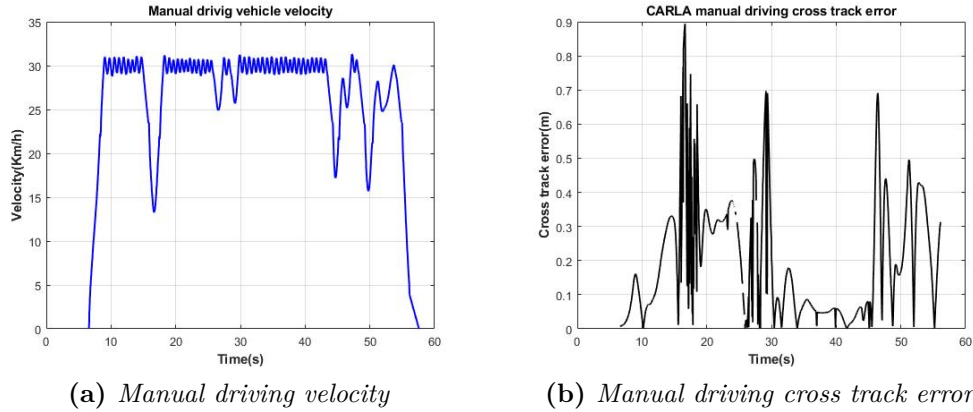 Manual drivig vehicle velocity
35
30
25
20
15
10
5
0
Velocity(Km/h)
0 10 20 30 40 50 60
Time(s)
(a) Manual driving velocity
CARLA manual driving cross track error
0.9
0.8
0.7
0.6
0.5
0.4
0.3
0.2
0.1
0
Cross track error(m)
0 10 20 30 40 50 60
Time(s)
(b) Manual driving cross track error